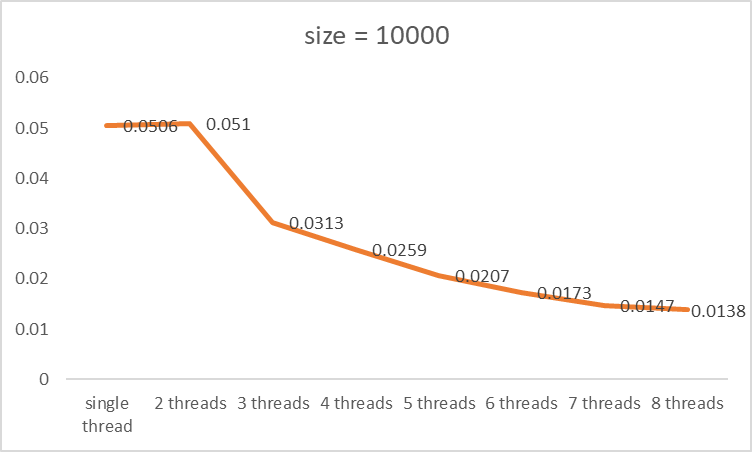 size = 10000
0.06
0.05
0.04
0.03
0.02
0.01
0
0.0506
0.051
0.0313
0.0259
0.0207
0.0173
0.0147
0.0138
single thread
2 threads
3 threads
4 threads
5 threads
6 threads
7 threads
8 threads